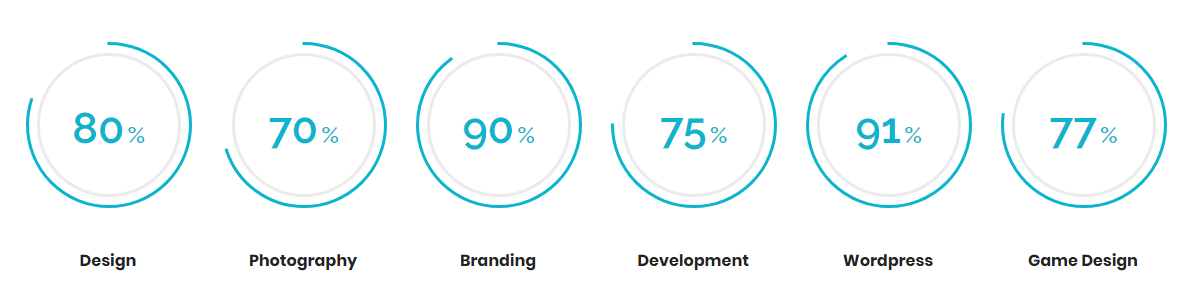 80 % 70 % 90 % 75 % 91 % 77 %
Design Photography Branding Development Wordpress Game Design